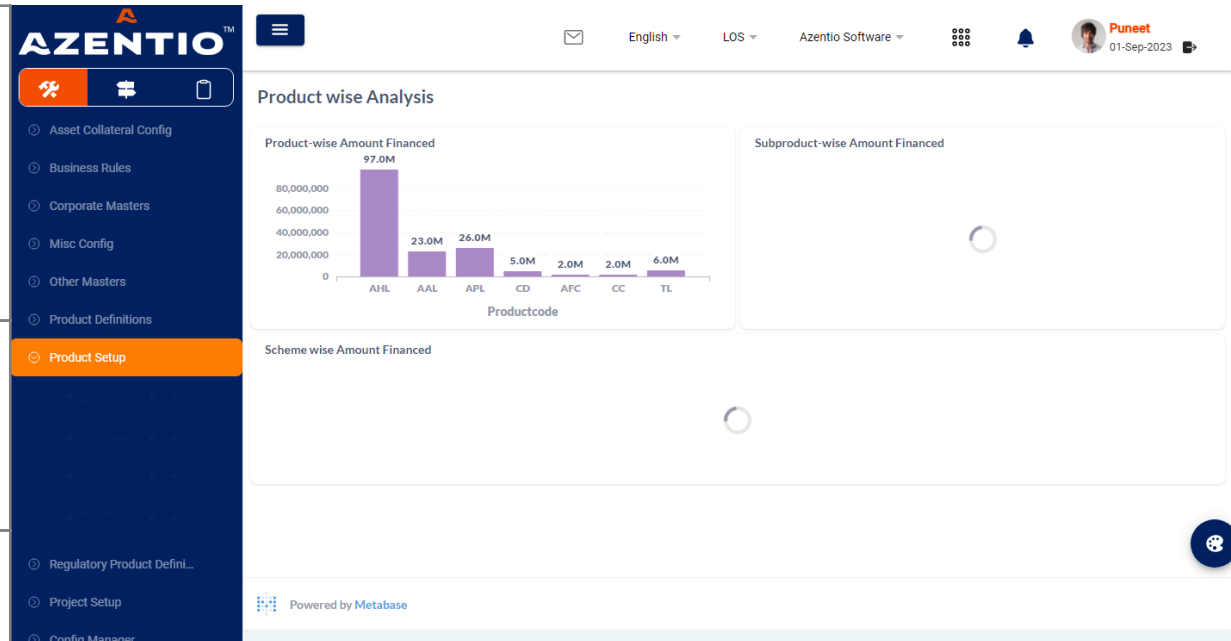 AZENTIO™
English
LOS
Azentio Software
Puneet
01-Sep-2023
Asset Collateral Config
Business Rules
Corporate Masters
Misc Config
Other Masters
Product Definitions
Product Setup
Regulatory Product Defini...
Project Setup
Config Manager
Product wise Analysis
Product-wise Amount Financed
97.0M
80,000,000
60,000,000
40,000,000
23.0M 26.0M
20,000,000
5.0M 2.0M 2.0M 6.0M
0
AHL AAL APL CD AFC CC TL
Productcode
Subproduct-wise Amount Financed
Scheme wise Amount Financed
Powered by Metabase